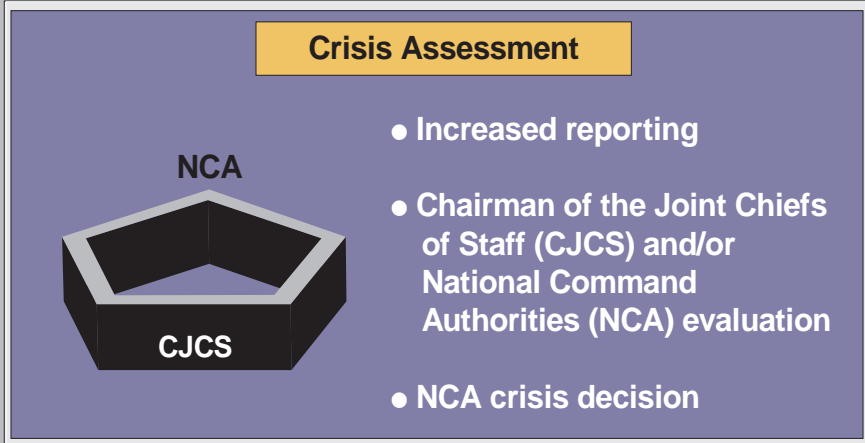 Crisis Assessment
NCA
CJCS
● Increased reporting
● Chairman of the Joint Chiefs
of Staff (CJCS) and/or
National Command
Authorities (NCA) evaluation
● NCA crisis decision